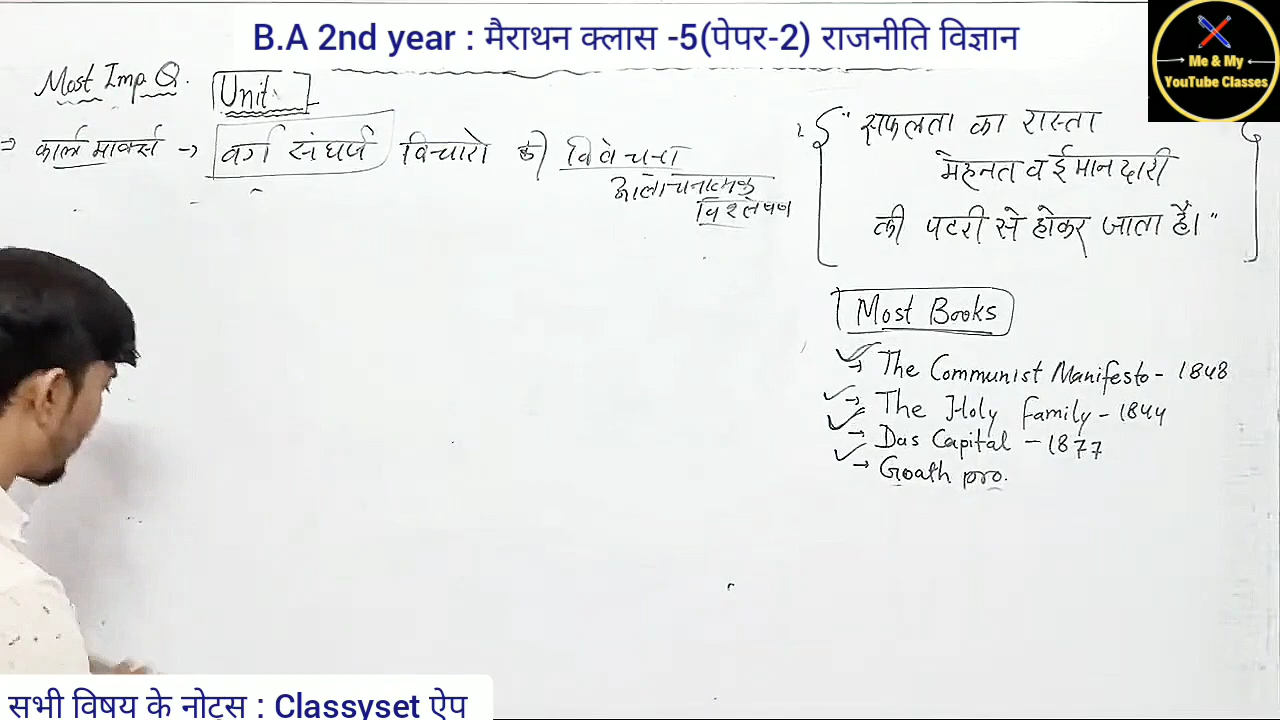 B.A 2nd year : मैराथन क्लास -5(पेपर-2) राजनीति विज्ञान
Me & My
YouTube Classes
Most Imp Q.
Unit
⇒ कार्ल मार्क्स → वर्ग संघर्ष विचारो की विवेचना
आलोचनात्मक
विश्लेषण
"सफलता का रास्ता
मेहनत व ईमानदारी
की पटरी से होकर जाता है।"
Most Books
→ The Communist Manifesto - 1848
→ The Holy Family - 1844
→ Das Capital - 1877
→ Goath pro.
सभी विषय के नोट्स : Classyset ऐप